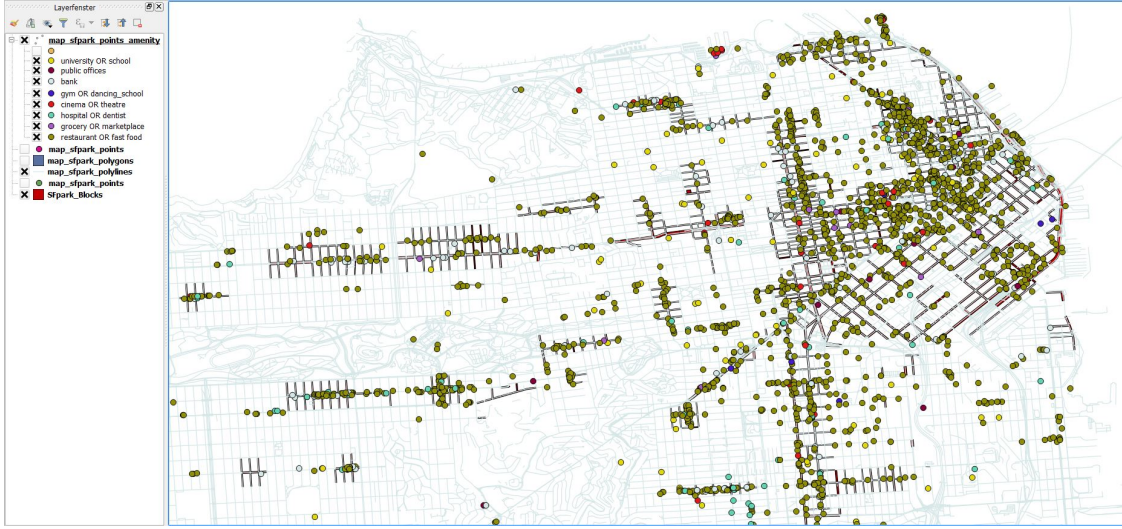 Layerfenster
map_sfpark_points_amenity
university OR school
public offices
bank
gym OR dancing_school
cinema OR theatre
hospital OR dentist
grocery OR marketplace
restaurant OR fast food
map_sfpark_points
map_sfpark_polygons
map_sfpark_polylines
map_sfpark_points
SFpark_Blocks